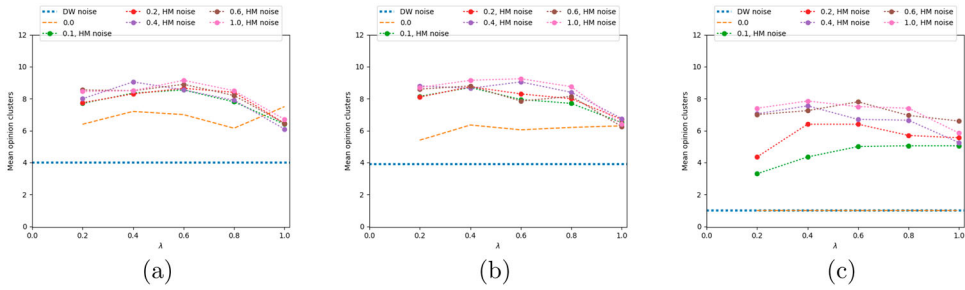 DW noise 0.2, HM noise 0.6, HM noise
0.0 0.4, HM noise 1.0, HM noise
0.1, HM noise
12
10
8
6
4
2
0
Mean opinion clusters
0.0 0.2 0.4 0.6 0.8 1.0
λ
(a)
DW noise 0.2, HM noise 0.6, HM noise
0.0 0.4, HM noise 1.0, HM noise
0.1, HM noise
12
10
8
6
4
2
0
Mean opinion clusters
0.0 0.2 0.4 0.6 0.8 1.0
λ
(b)
DW noise 0.2, HM noise 0.6, HM noise
0.0 0.4, HM noise 1.0, HM noise
0.1, HM noise
12
10
8
6
4
2
0
Mean opinion clusters
0.0 0.2 0.4 0.6 0.8 1.0
λ
(c)